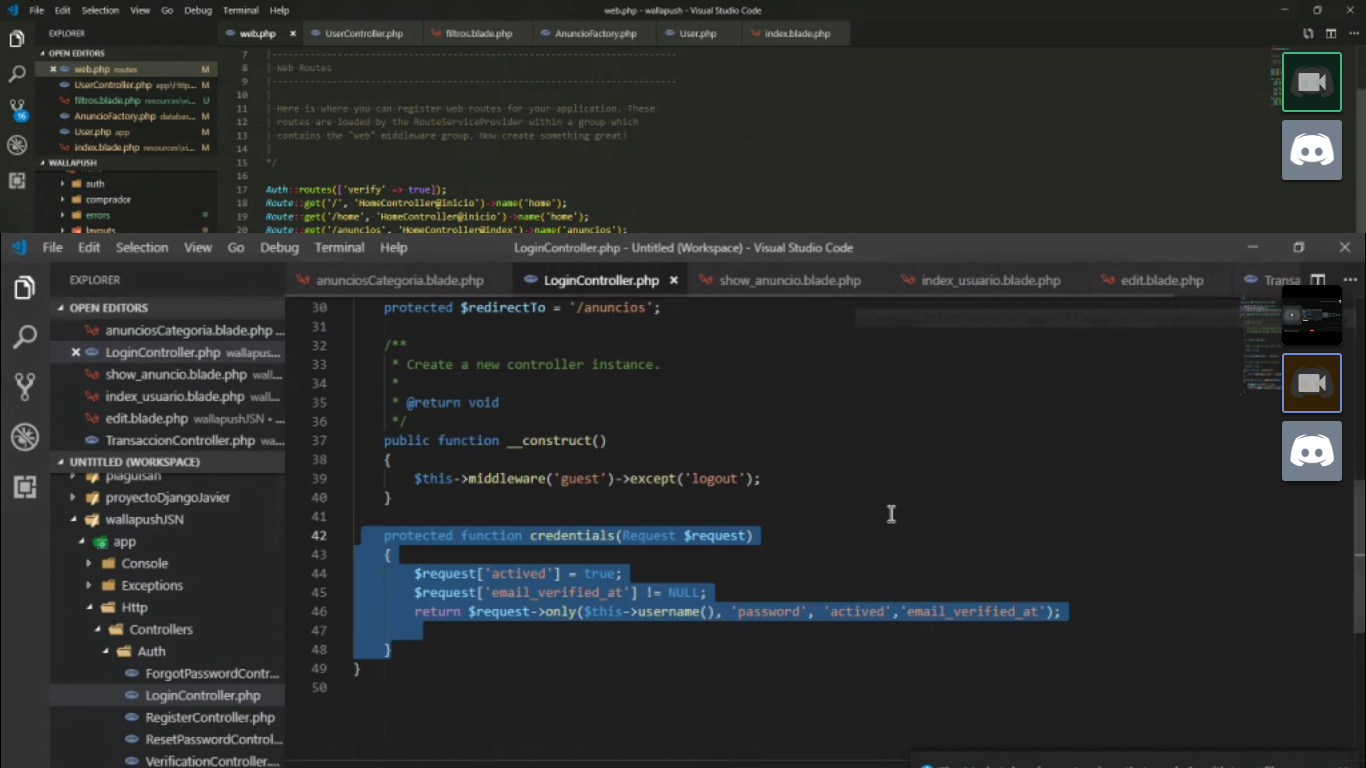 File Edit Selection View Go Debug Terminal Help
web.php - wallapush - Visual Studio Code
EXPLORER
web.php × UserController.php filtros.blade.php AnuncioFactory.php User.php index.blade.php
OPEN EDITORS
× web.php routes M
UserController.php app\Http... M
filtros.blade.php resources\vi... U
AnuncioFactory.php databas... M
User.php app M
index.blade.php resources\vi... M
WALLAPUSH
auth
comprador
errors
layouts
16
7 |--------------------------------------------------------------------------
8 | Web Routes
9 |--------------------------------------------------------------------------
10 |
11 | Here is where you can register web routes for your application. These
12 | routes are loaded by the RouteServiceProvider within a group which
13 | contains the "web" middleware group. Now create something great!
14 |
15 */
16
17 Auth::routes(['verify' => true]);
18 Route::get('/', 'HomeController@inicio')->name('home');
19 Route::get('/home', 'HomeController@inicio')->name('home');
20 Route::get('/anuncios', 'HomeController@index')->name('anuncios');
File Edit Selection View Go Debug Terminal Help
LoginController.php - Untitled (Workspace) - Visual Studio Code
EXPLORER
anunciosCategoria.blade.php LoginController.php × show_anuncio.blade.php index_usuario.blade.php edit.blade.php Transa
OPEN EDITORS
anunciosCategoria.blade.php ...
× LoginController.php wallapus...
show_anuncio.blade.php wall...
index_usuario.blade.php wall...
edit.blade.php wallapushJSN • ...
TransaccionController.php wa...
UNTITLED (WORKSPACE)
piaguisan
proyectoDjangoJavier
wallapushJSN
app
Console
Exceptions
Http
Controllers
Auth
ForgotPasswordContr...
LoginController.php
RegisterController.php
ResetPasswordControl...
VerificationController....
30 protected $redirectTo = '/anuncios';
31
32 /**
33 * Create a new controller instance.
34 *
35 * @return void
36 */
37 public function __construct()
38 {
39 $this->middleware('guest')->except('logout');
40 }
41
42 protected function credentials(Request $request)
43 {
44 $request['actived'] = true;
45 $request['email_verified_at'] != NULL;
46 return $request->only($this->username(), 'password', 'actived','email_verified_at');
47
48 }
49 }
50